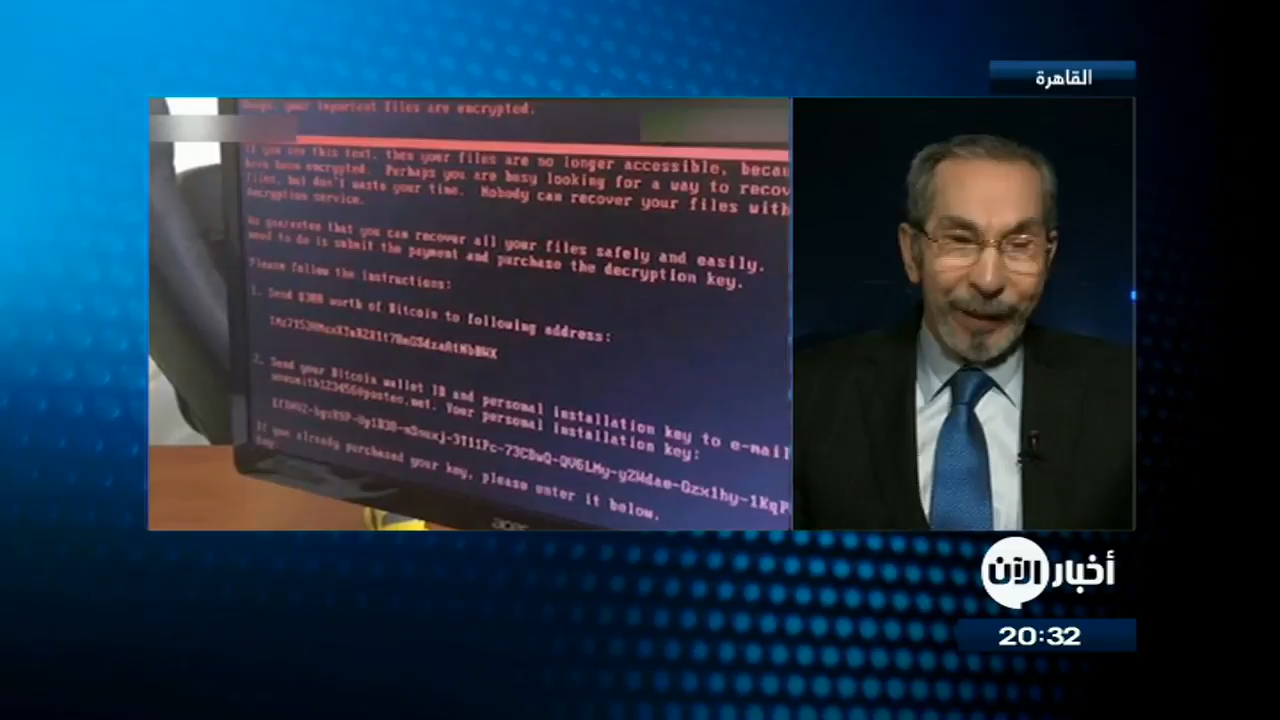 القاهرة
Ooops, your important files are encrypted.
If you see this text, then your files are no longer accessible, becau
have been encrypted. Perhaps you are busy looking for a way to recov
files, but don't waste your time. Nobody can recover your files with
decryption service.
We guarantee that you can recover all your files safely and easily.
need to do is submit the payment and purchase the decryption key.
Please follow the instructions:
1. Send $300 worth of Bitcoin to following address:
2. Send your Bitcoin wallet ID and personal installation key to e-mail
wowsmith123456@posteo.net. Your personal installation key:
If you already purchased your key, please enter it below.
Key:
acer
أخبار الآن
20:32